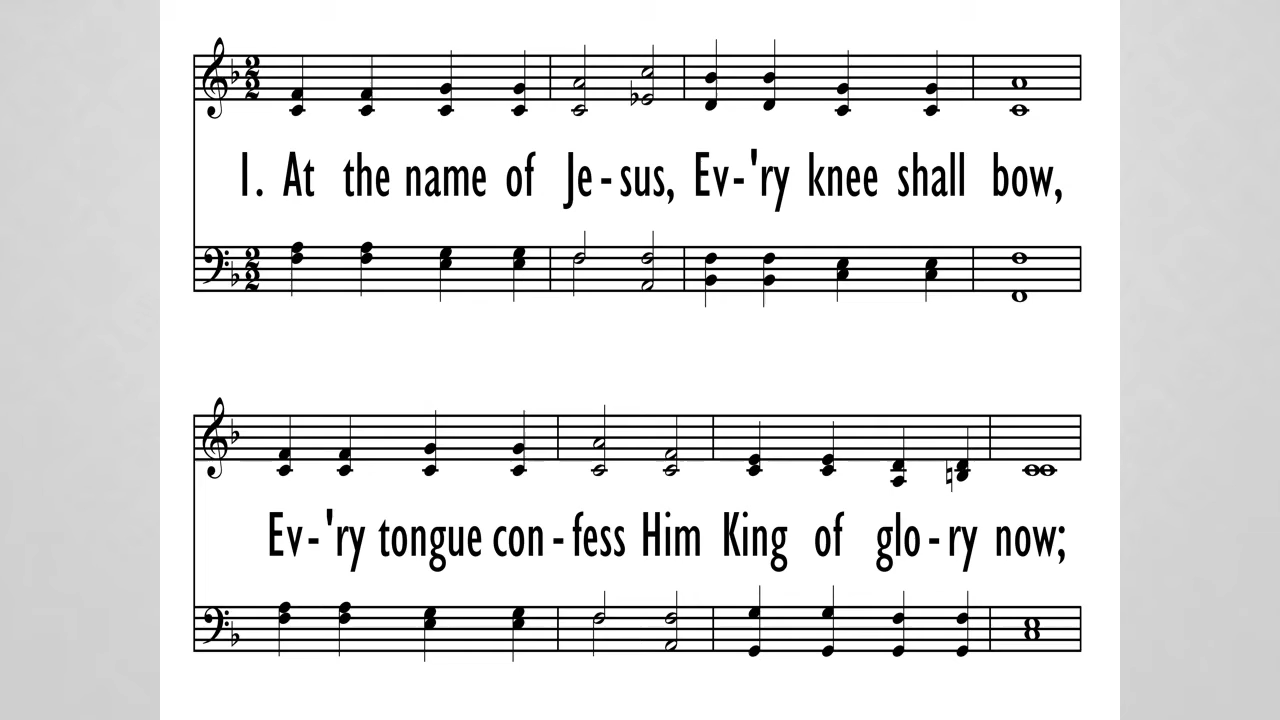 1. At the name of Je - sus, Ev - 'ry knee shall bow,
Ev - 'ry tongue con - fess Him King of glo - ry now;